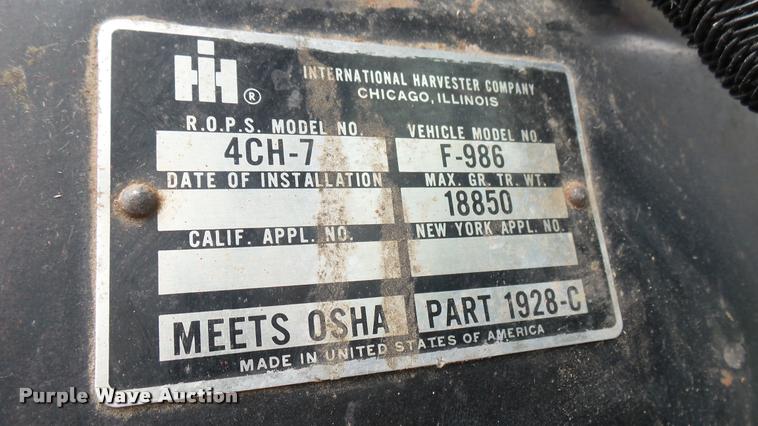 IH ®
INTERNATIONAL HARVESTER COMPANY
CHICAGO, ILLINOIS
R.O.P.S. MODEL NO. VEHICLE MODEL NO.
4CH-7 F-986
DATE OF INSTALLATION MAX. GR. TR. WT.
18850
CALIF. APPL. NO. NEW YORK APPL. NO.
MEETS OSHA PART 1928-C
MADE IN UNITED STATES OF AMERICA
Purple Wave Auction